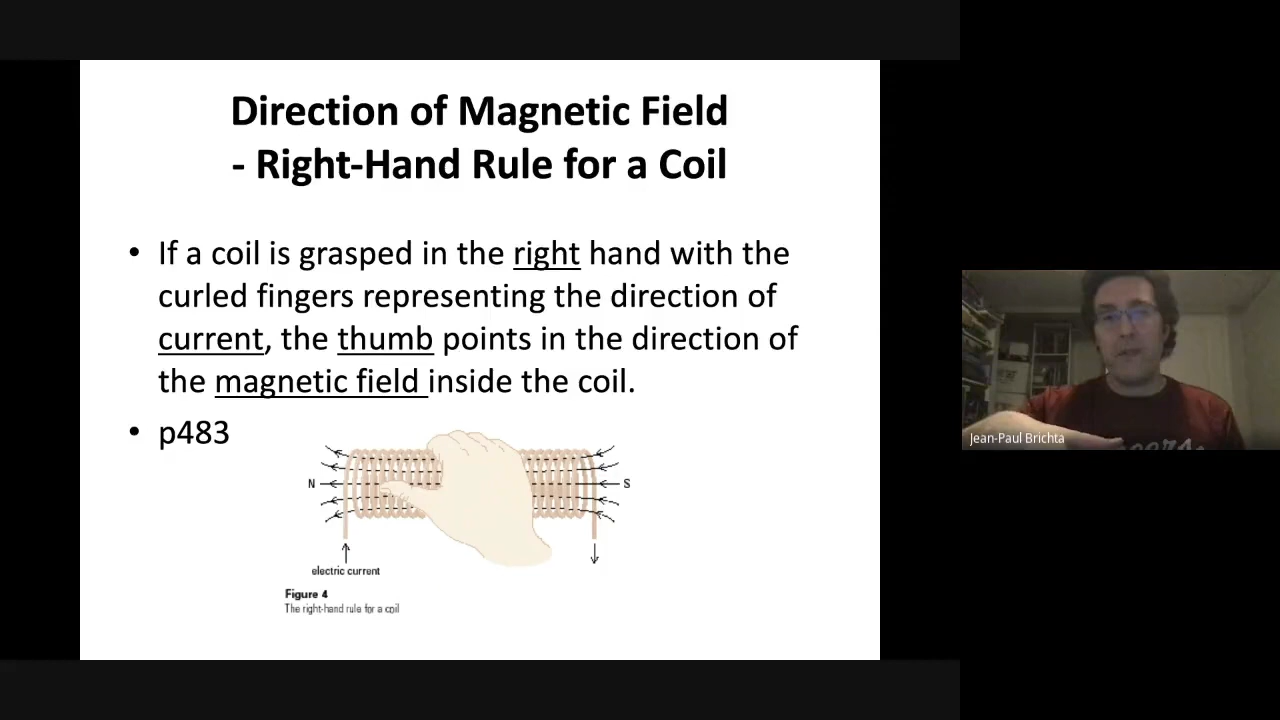 Direction of Magnetic Field
- Right-Hand Rule for a Coil
• If a coil is grasped in the right hand with the
curled fingers representing the direction of
current, the thumb points in the direction of
the magnetic field inside the coil.
• p483
N
S
electric current
Figure 4
The right-hand rule for a coil
Jean-Paul Brichta